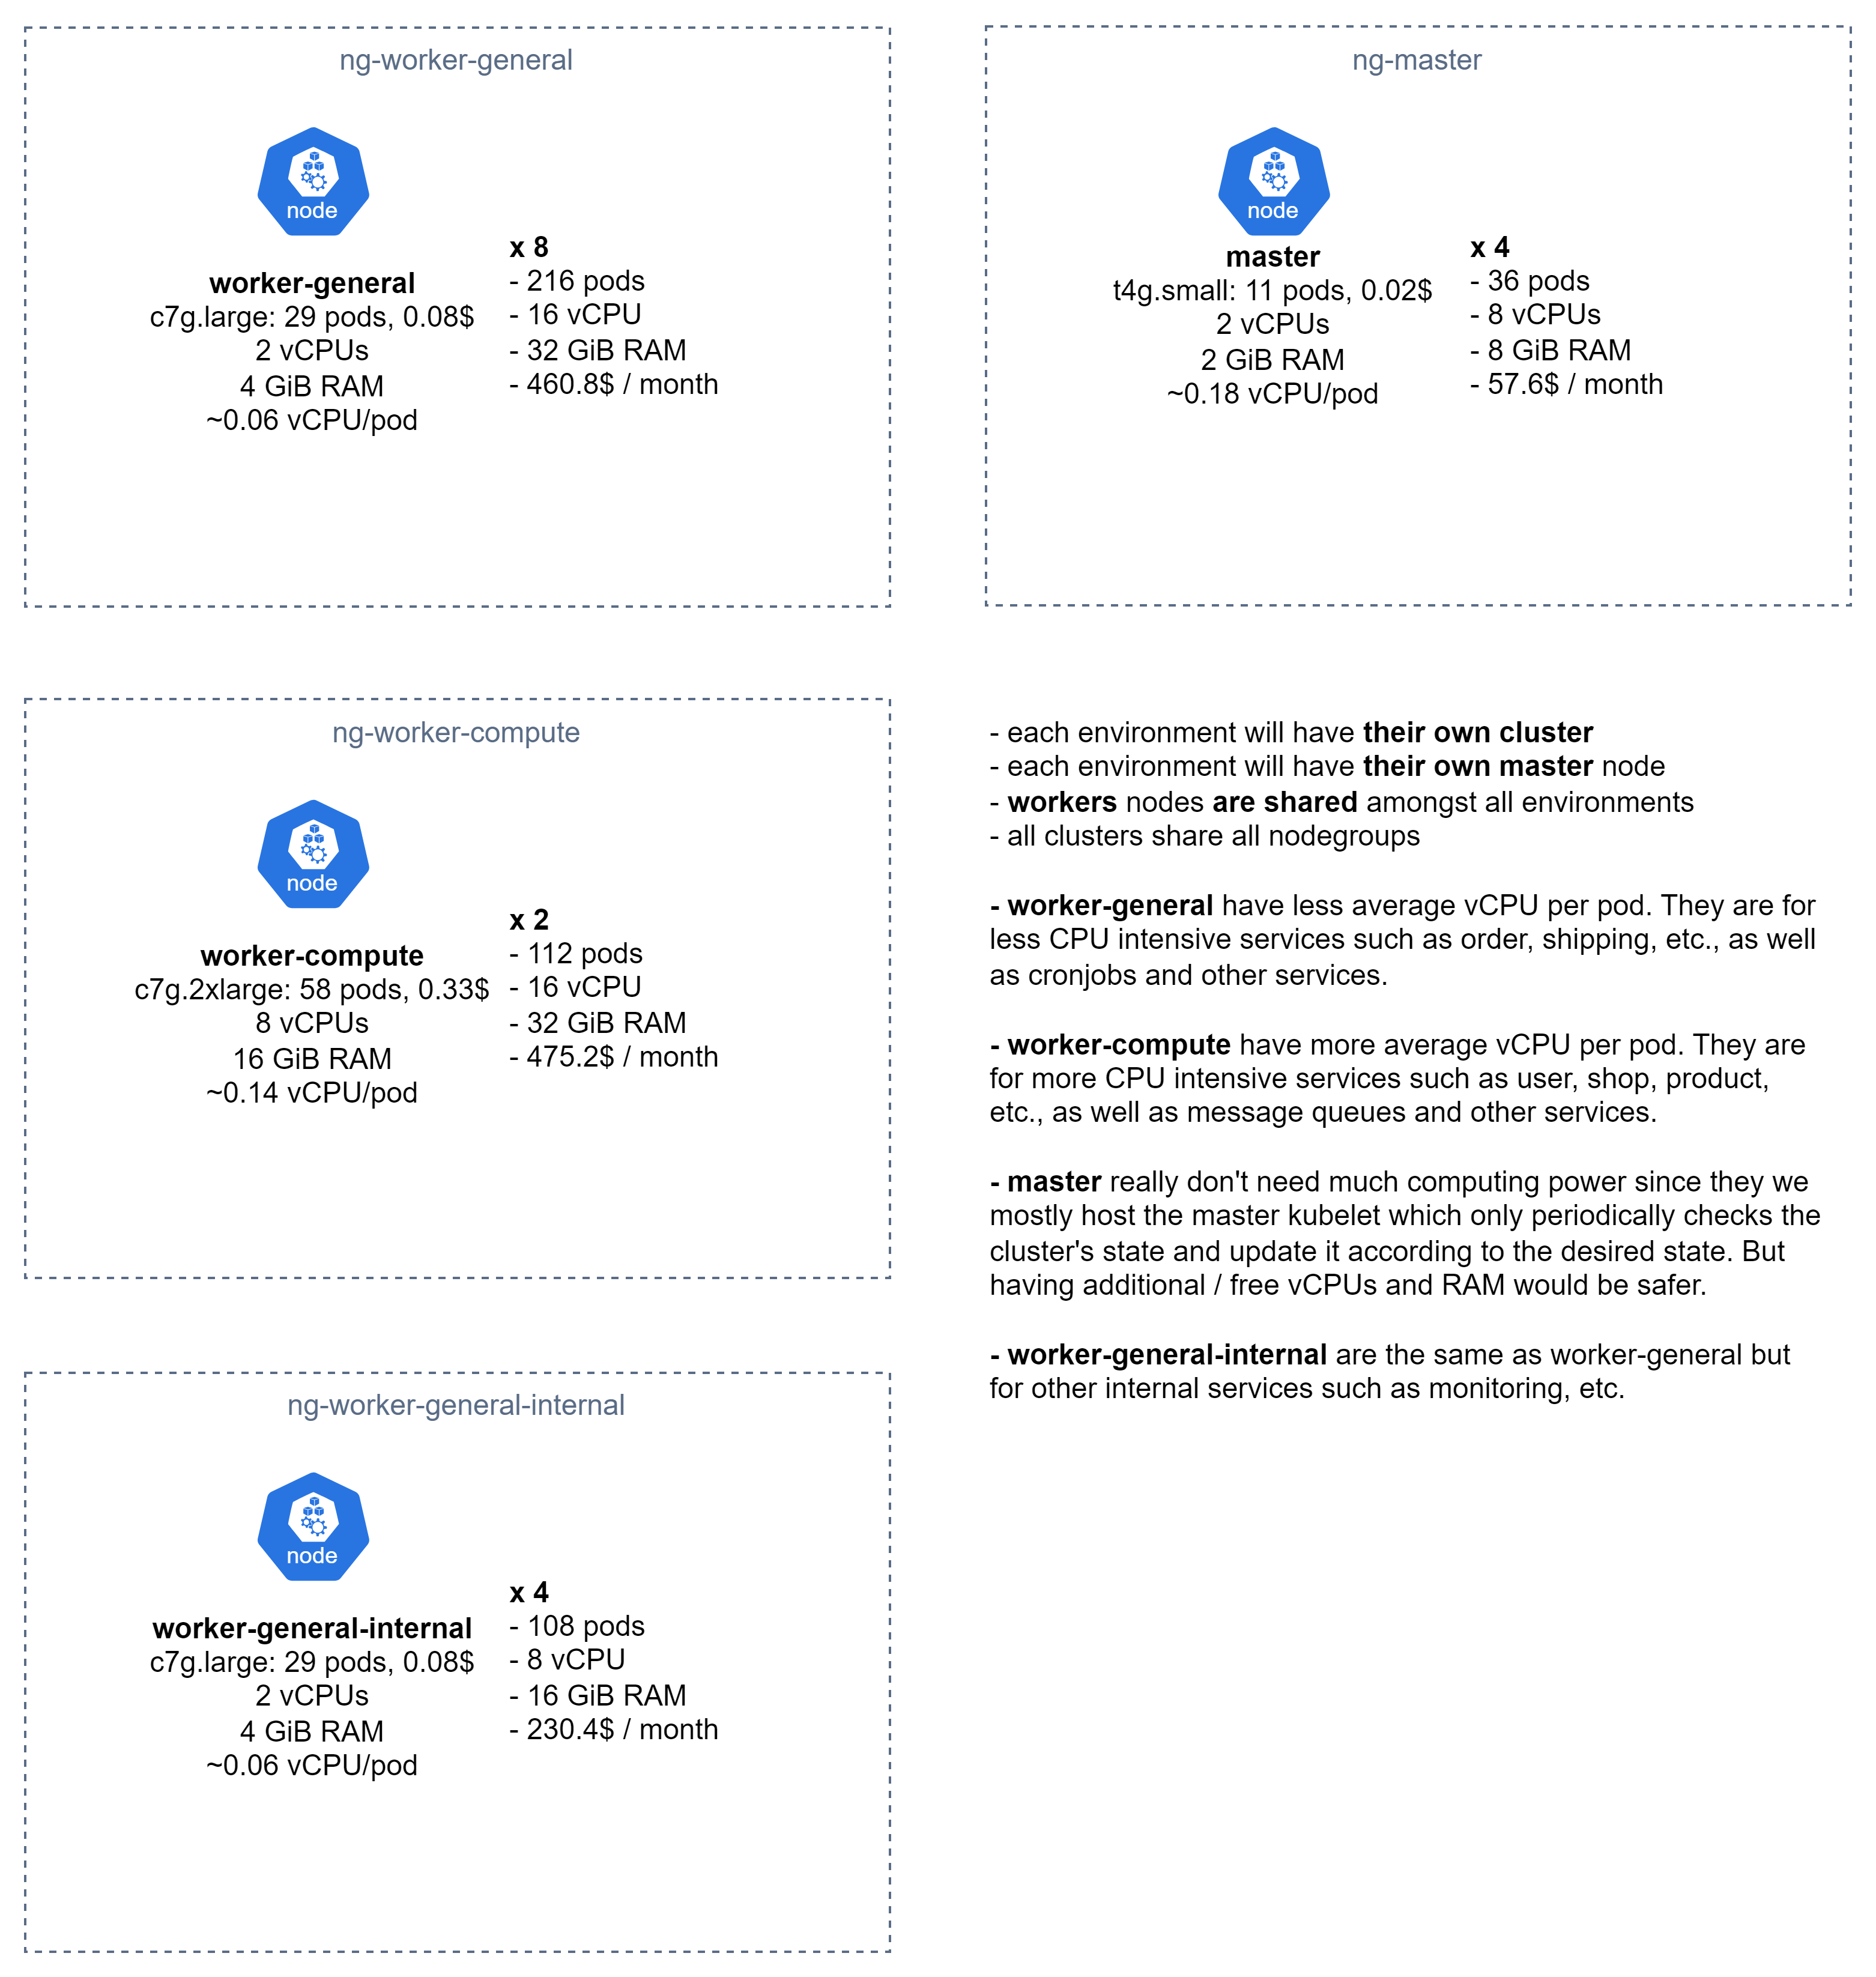 ng-worker-general
node
worker-general
c7g.large: 29 pods, 0.08$
2 vCPUs
4 GiB RAM
~0.06 vCPU/pod
x 8
- 216 pods
- 16 vCPU
- 32 GiB RAM
- 460.8$ / month
ng-master
node
master
t4g.small: 11 pods, 0.02$
2 vCPUs
2 GiB RAM
~0.18 vCPU/pod
x 4
- 36 pods
- 8 vCPUs
- 8 GiB RAM
- 57.6$ / month
ng-worker-compute
node
worker-compute
c7g.2xlarge: 58 pods, 0.33$
8 vCPUs
16 GiB RAM
~0.14 vCPU/pod
x 2
- 112 pods
- 16 vCPU
- 32 GiB RAM
- 475.2$ / month
- each environment will have their own cluster
- each environment will have their own master node
- workers nodes are shared amongst all environments
- all clusters share all nodegroups
- worker-general have less average vCPU per pod. They are for
less CPU intensive services such as order, shipping, etc., as well
as cronjobs and other services.
- worker-compute have more average vCPU per pod. They are
for more CPU intensive services such as user, shop, product,
etc., as well as message queues and other services.
- master really don't need much computing power since they we
mostly host the master kubelet which only periodically checks the
cluster's state and update it according to the desired state. But
having additional / free vCPUs and RAM would be safer.
- worker-general-internal are the same as worker-general but
for other internal services such as monitoring, etc.
ng-worker-general-internal
node
worker-general-internal
c7g.large: 29 pods, 0.08$
2 vCPUs
4 GiB RAM
~0.06 vCPU/pod
x 4
- 108 pods
- 8 vCPU
- 16 GiB RAM
- 230.4$ / month